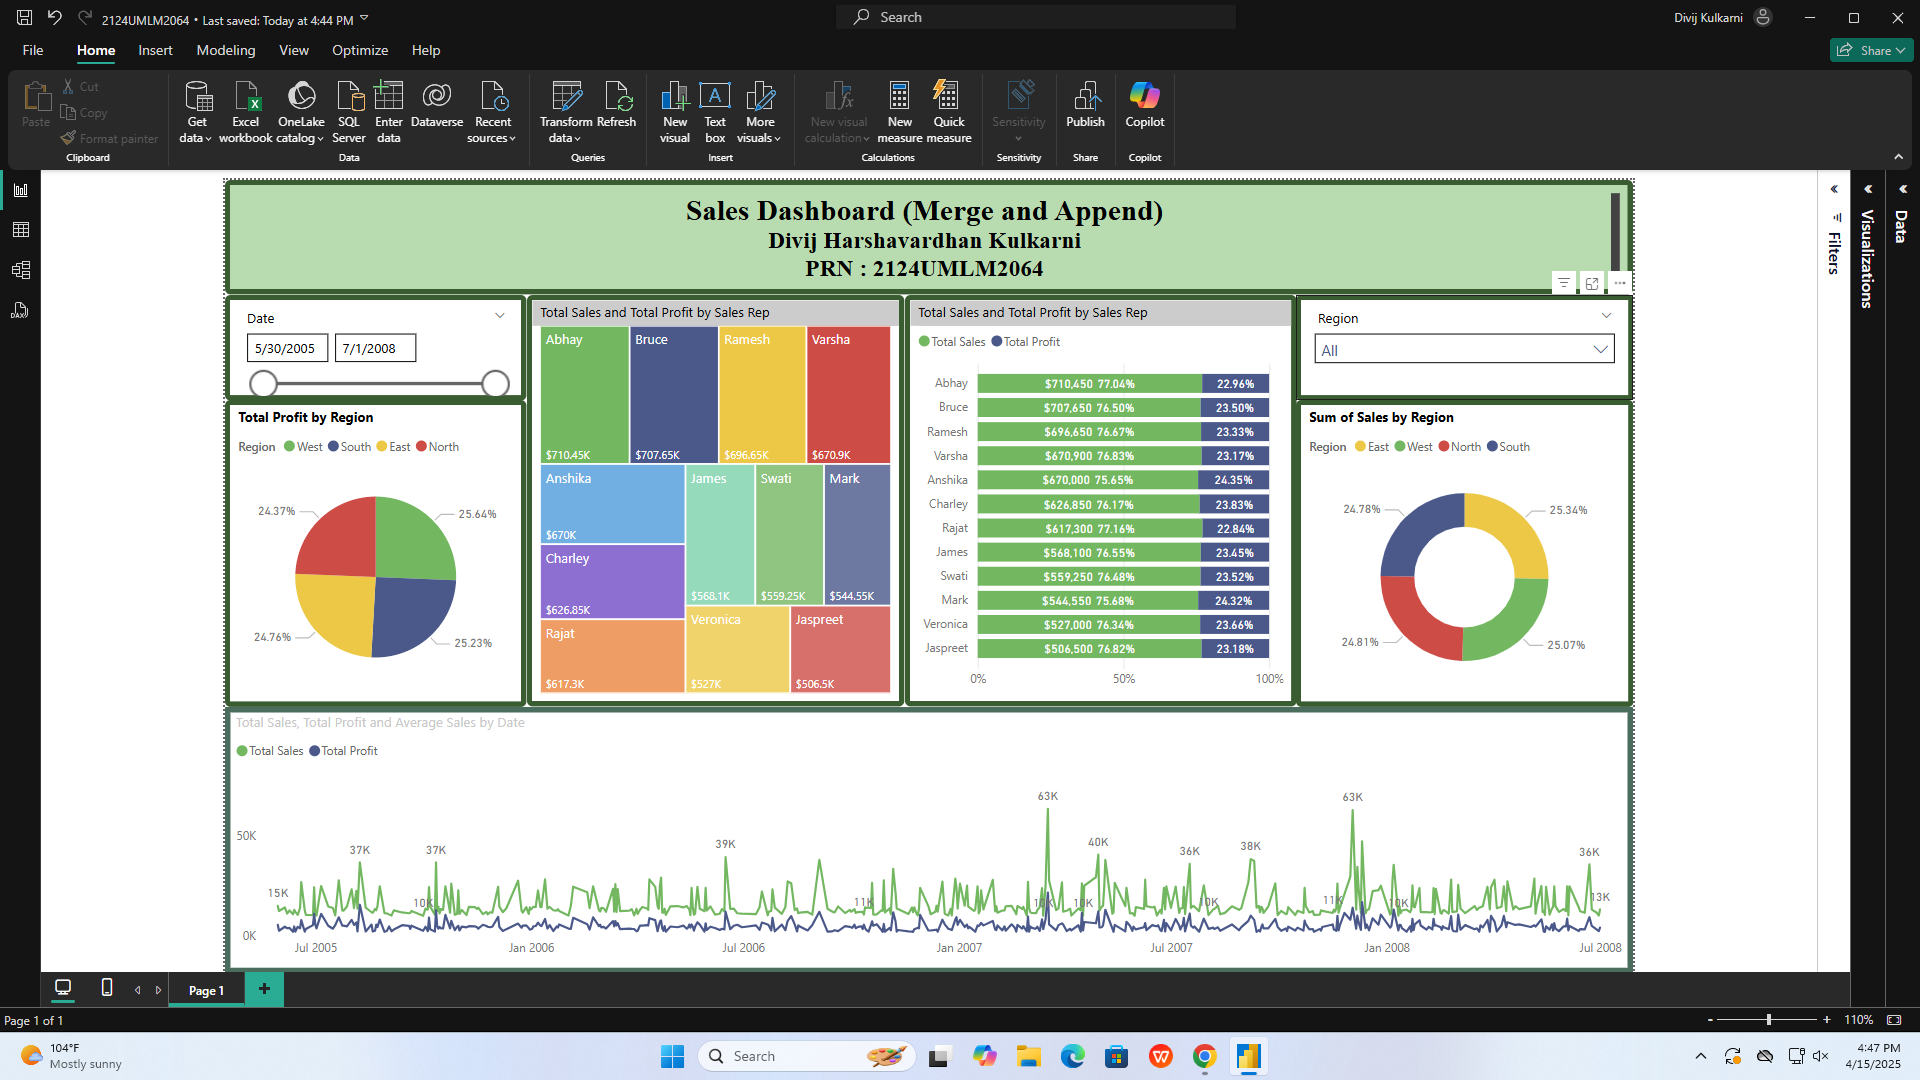 2124UMLM2064 • Last saved: Today at 4:44 PM
Search
Divij Kulkarni
File Home Insert Modeling View Optimize Help
Share
Paste
Cut
Copy
Format painter
Clipboard
Get data
Excel workbook
OneLake catalog
SQL Server
Enter data
Dataverse
Recent sources
Data
Transform data
Refresh
Queries
New visual
Text box
More visuals
Insert
New visual calculation
New measure
Quick measure
Calculations
Sensitivity
Sensitivity
Publish
Share
Copilot
Copilot
Sales Dashboard (Merge and Append)
Divij Harshavardhan Kulkarni
PRN : 2124UMLM2064
Filters
Visualizations
Data
Date
5/30/2005 7/1/2008
Total Profit by Region
Region West South East North
24.37% 25.64%
24.76% 25.23%
Total Sales and Total Profit by Sales Rep
Abhay Bruce Ramesh Varsha
$710.45K $707.65K $696.65K $670.9K
Anshika James Swati Mark
$670K
Charley
$568.1K $559.25K $544.55K
$626.85K
Veronica Jaspreet
Rajat
$617.3K $527K $506.5K
Total Sales and Total Profit by Sales Rep
Total Sales Total Profit
Abhay $710,450 77.04% 22.96%
Bruce $707,650 76.50% 23.50%
Ramesh $696,650 76.67% 23.33%
Varsha $670,900 76.83% 23.17%
Anshika $670,000 75.65% 24.35%
Charley $626,850 76.17% 23.83%
Rajat $617,300 77.16% 22.84%
James $568,100 76.55% 23.45%
Swati $559,250 76.48% 23.52%
Mark $544,550 75.68% 24.32%
Veronica $527,000 76.34% 23.66%
Jaspreet $506,500 76.82% 23.18%
0% 50% 100%
Region
All
Sum of Sales by Region
Region East West North South
24.78% 25.34%
24.81% 25.07%
Total Sales, Total Profit and Average Sales by Date
Total Sales Total Profit
63K 63K
50K
37K 37K 39K 40K 36K 38K 36K
15K 10K 11K 10K 10K 10K 11K 10K 13K
0K
Jul 2005 Jan 2006 Jul 2006 Jan 2007 Jul 2007 Jan 2008 Jul 2008
Page 1
+
Page 1 of 1
- + 110%
104°F
Mostly sunny
Search
4:47 PM
4/15/2025